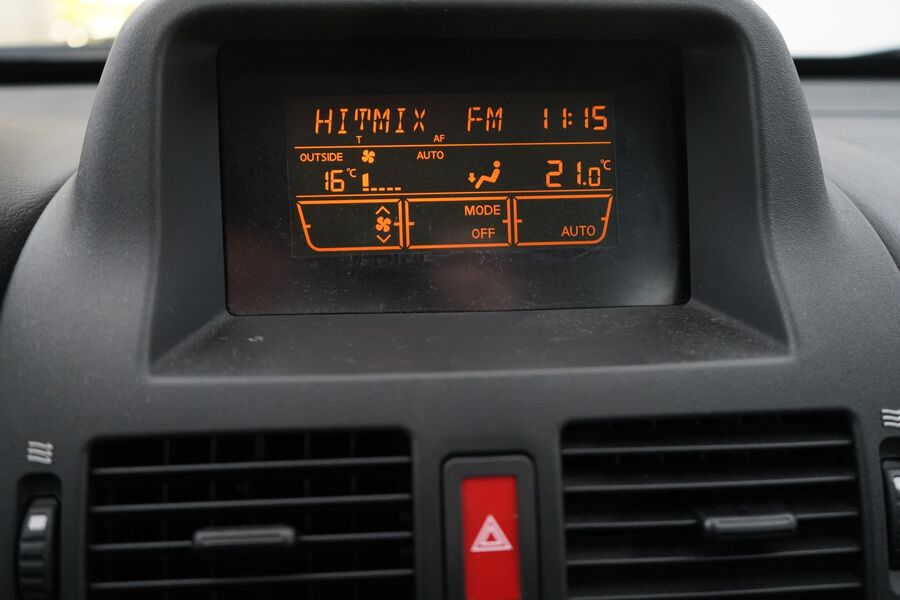 HITMIX FM 11:15
T AF
OUTSIDE AUTO
16°C 21.0°C
MODE
OFF AUTO